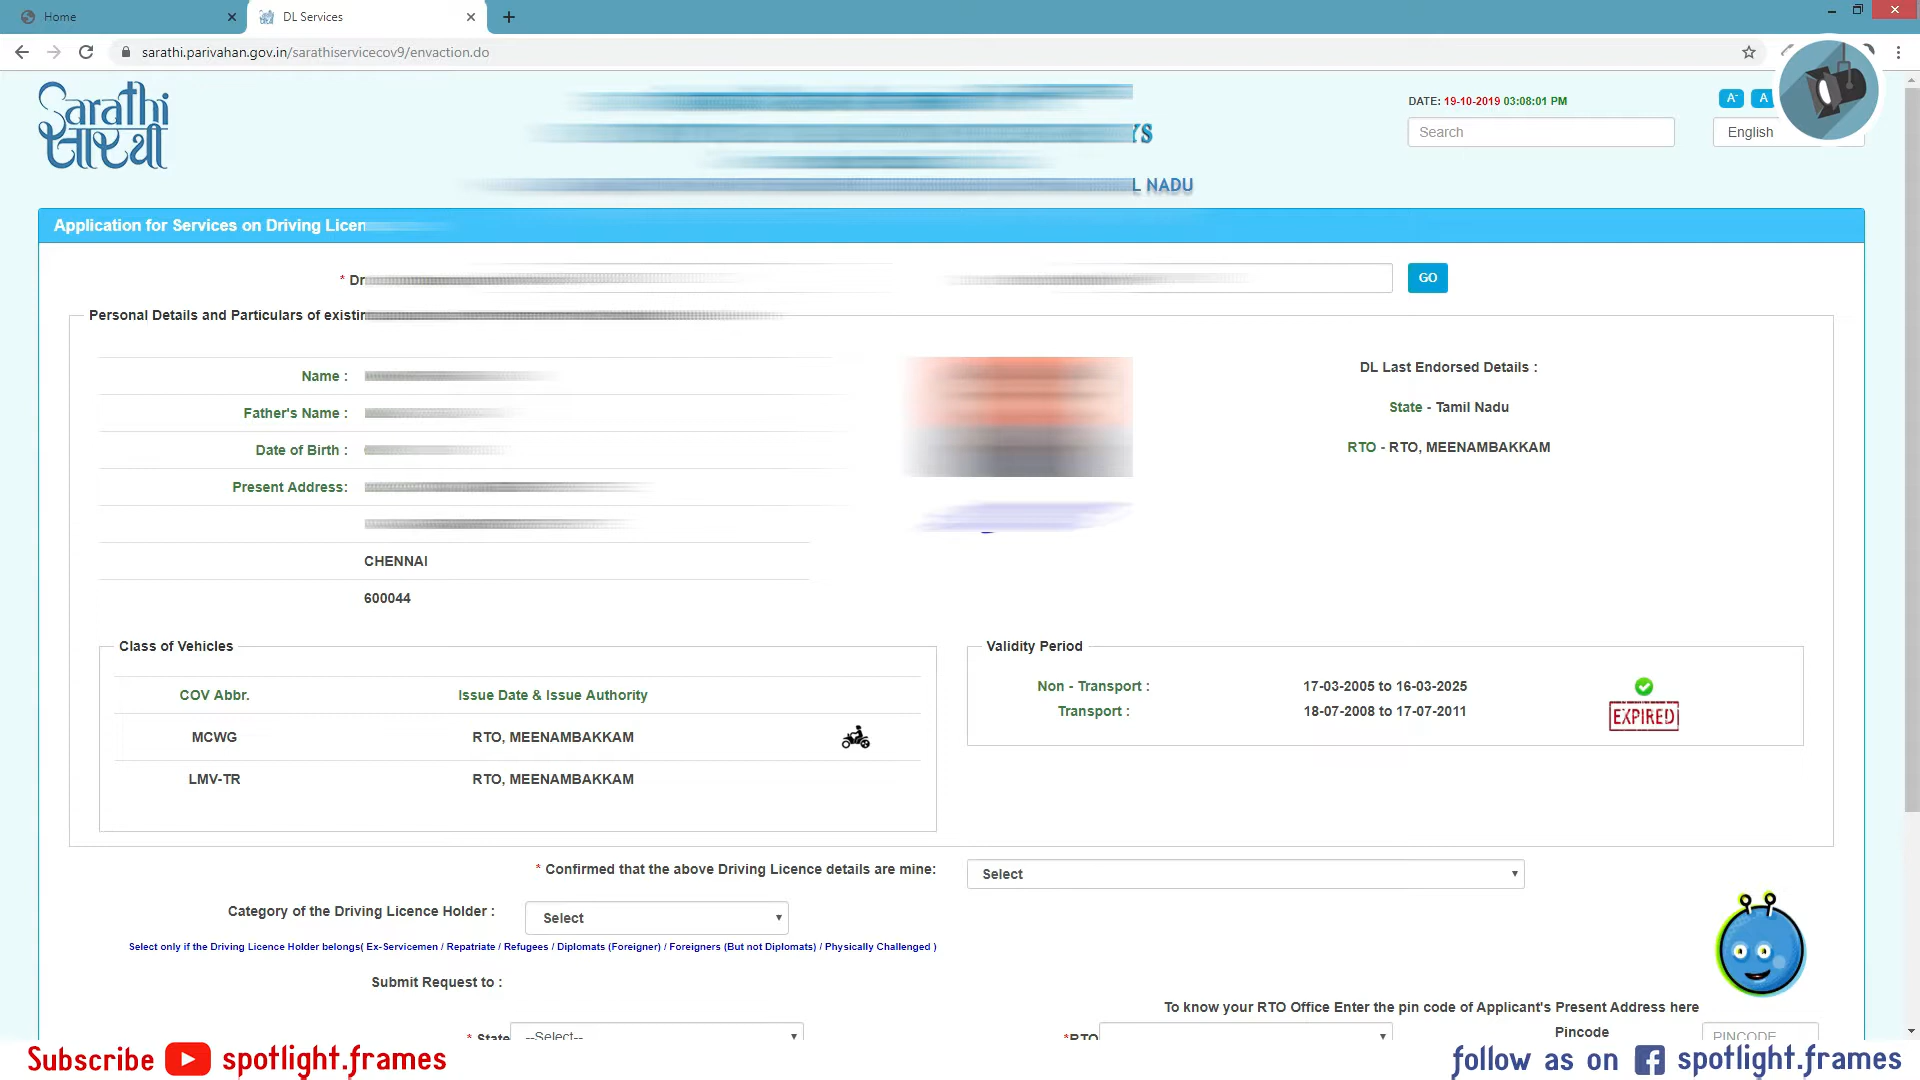 Home
DL Services
sarathi.parivahan.gov.in/sarathiservicecov9/envaction.do
Sarathi
सारथी
DATE: 19-10-2019 03:08:01 PM
A-
A
Search
English
L NADU
Application for Services on Driving Licen
* Dr
GO
Personal Details and Particulars of existin
Name :
Father's Name :
Date of Birth :
Present Address:
CHENNAI
600044
DL Last Endorsed Details :
State - Tamil Nadu
RTO - RTO, MEENAMBAKKAM
Class of Vehicles
COV Abbr. Issue Date & Issue Authority
MCWG RTO, MEENAMBAKKAM
LMV-TR RTO, MEENAMBAKKAM
Validity Period
Non - Transport : 17-03-2005 to 16-03-2025
Transport : 18-07-2008 to 17-07-2011
EXPIRED
* Confirmed that the above Driving Licence details are mine: Select
Category of the Driving Licence Holder : Select
Select only if the Driving Licence Holder belongs( Ex-Servicemen / Repatriate / Refugees / Diplomats (Foreigner) / Foreigners (But not Diplomats) / Physically Challenged )
Submit Request to :
To know your RTO Office Enter the pin code of Applicant's Present Address here
* State --Select-- *RTO
Pincode PINCODE
Subscribe spotlight.frames
follow as on spotlight.frames